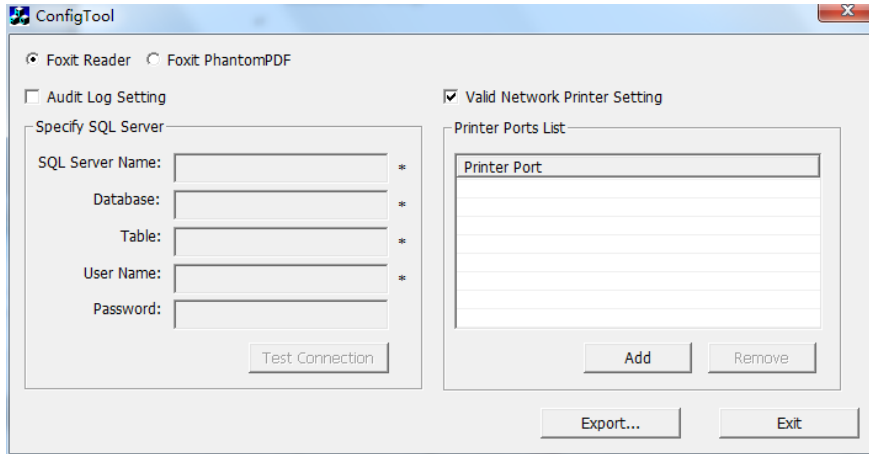 ConfigTool
Foxit Reader Foxit PhantomPDF
Audit Log Setting
Valid Network Printer Setting
Specify SQL Server
SQL Server Name: *
Database: *
Table: *
User Name: *
Password:
Test Connection
Printer Ports List
Printer Port
Add Remove
Export... Exit